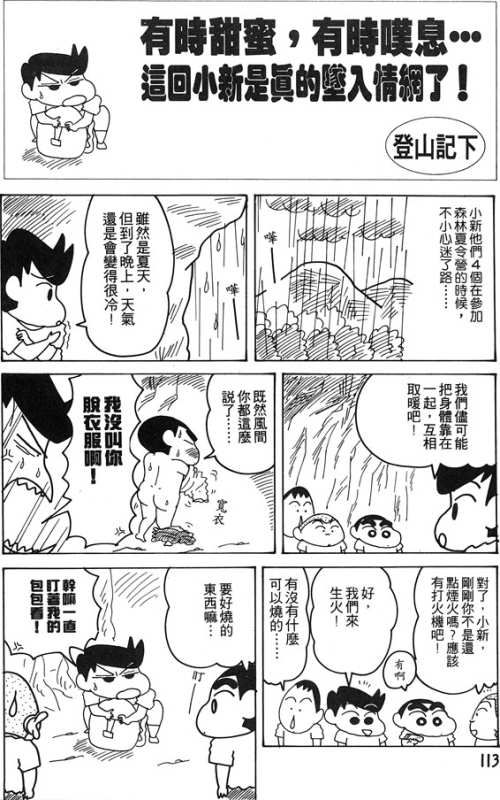 有時甜蜜，有時嘆息…
這回小新是眞的墜入情網了！
登山記下
小新他們４個在參加
森林夏令營的時候，
不小心迷了路……
嘩
嘩
雖然是夏天，
但到了晚上，天氣
還是會變得很冷！
我們儘可能
把身體靠在
一起，互相
取暖吧！
既然風間
你都這麼
說了……
寬衣
我沒叫你
脫衣服啊！
對了，小新，
剛剛你不是還
點煙火嗎？應該
有打火機吧！
有啊
好，
我們來
生火！
有沒有什麼
可以燒的……
要好燒的
東西嘛…
盯
幹嘛一直
盯著我的
包包看！
113